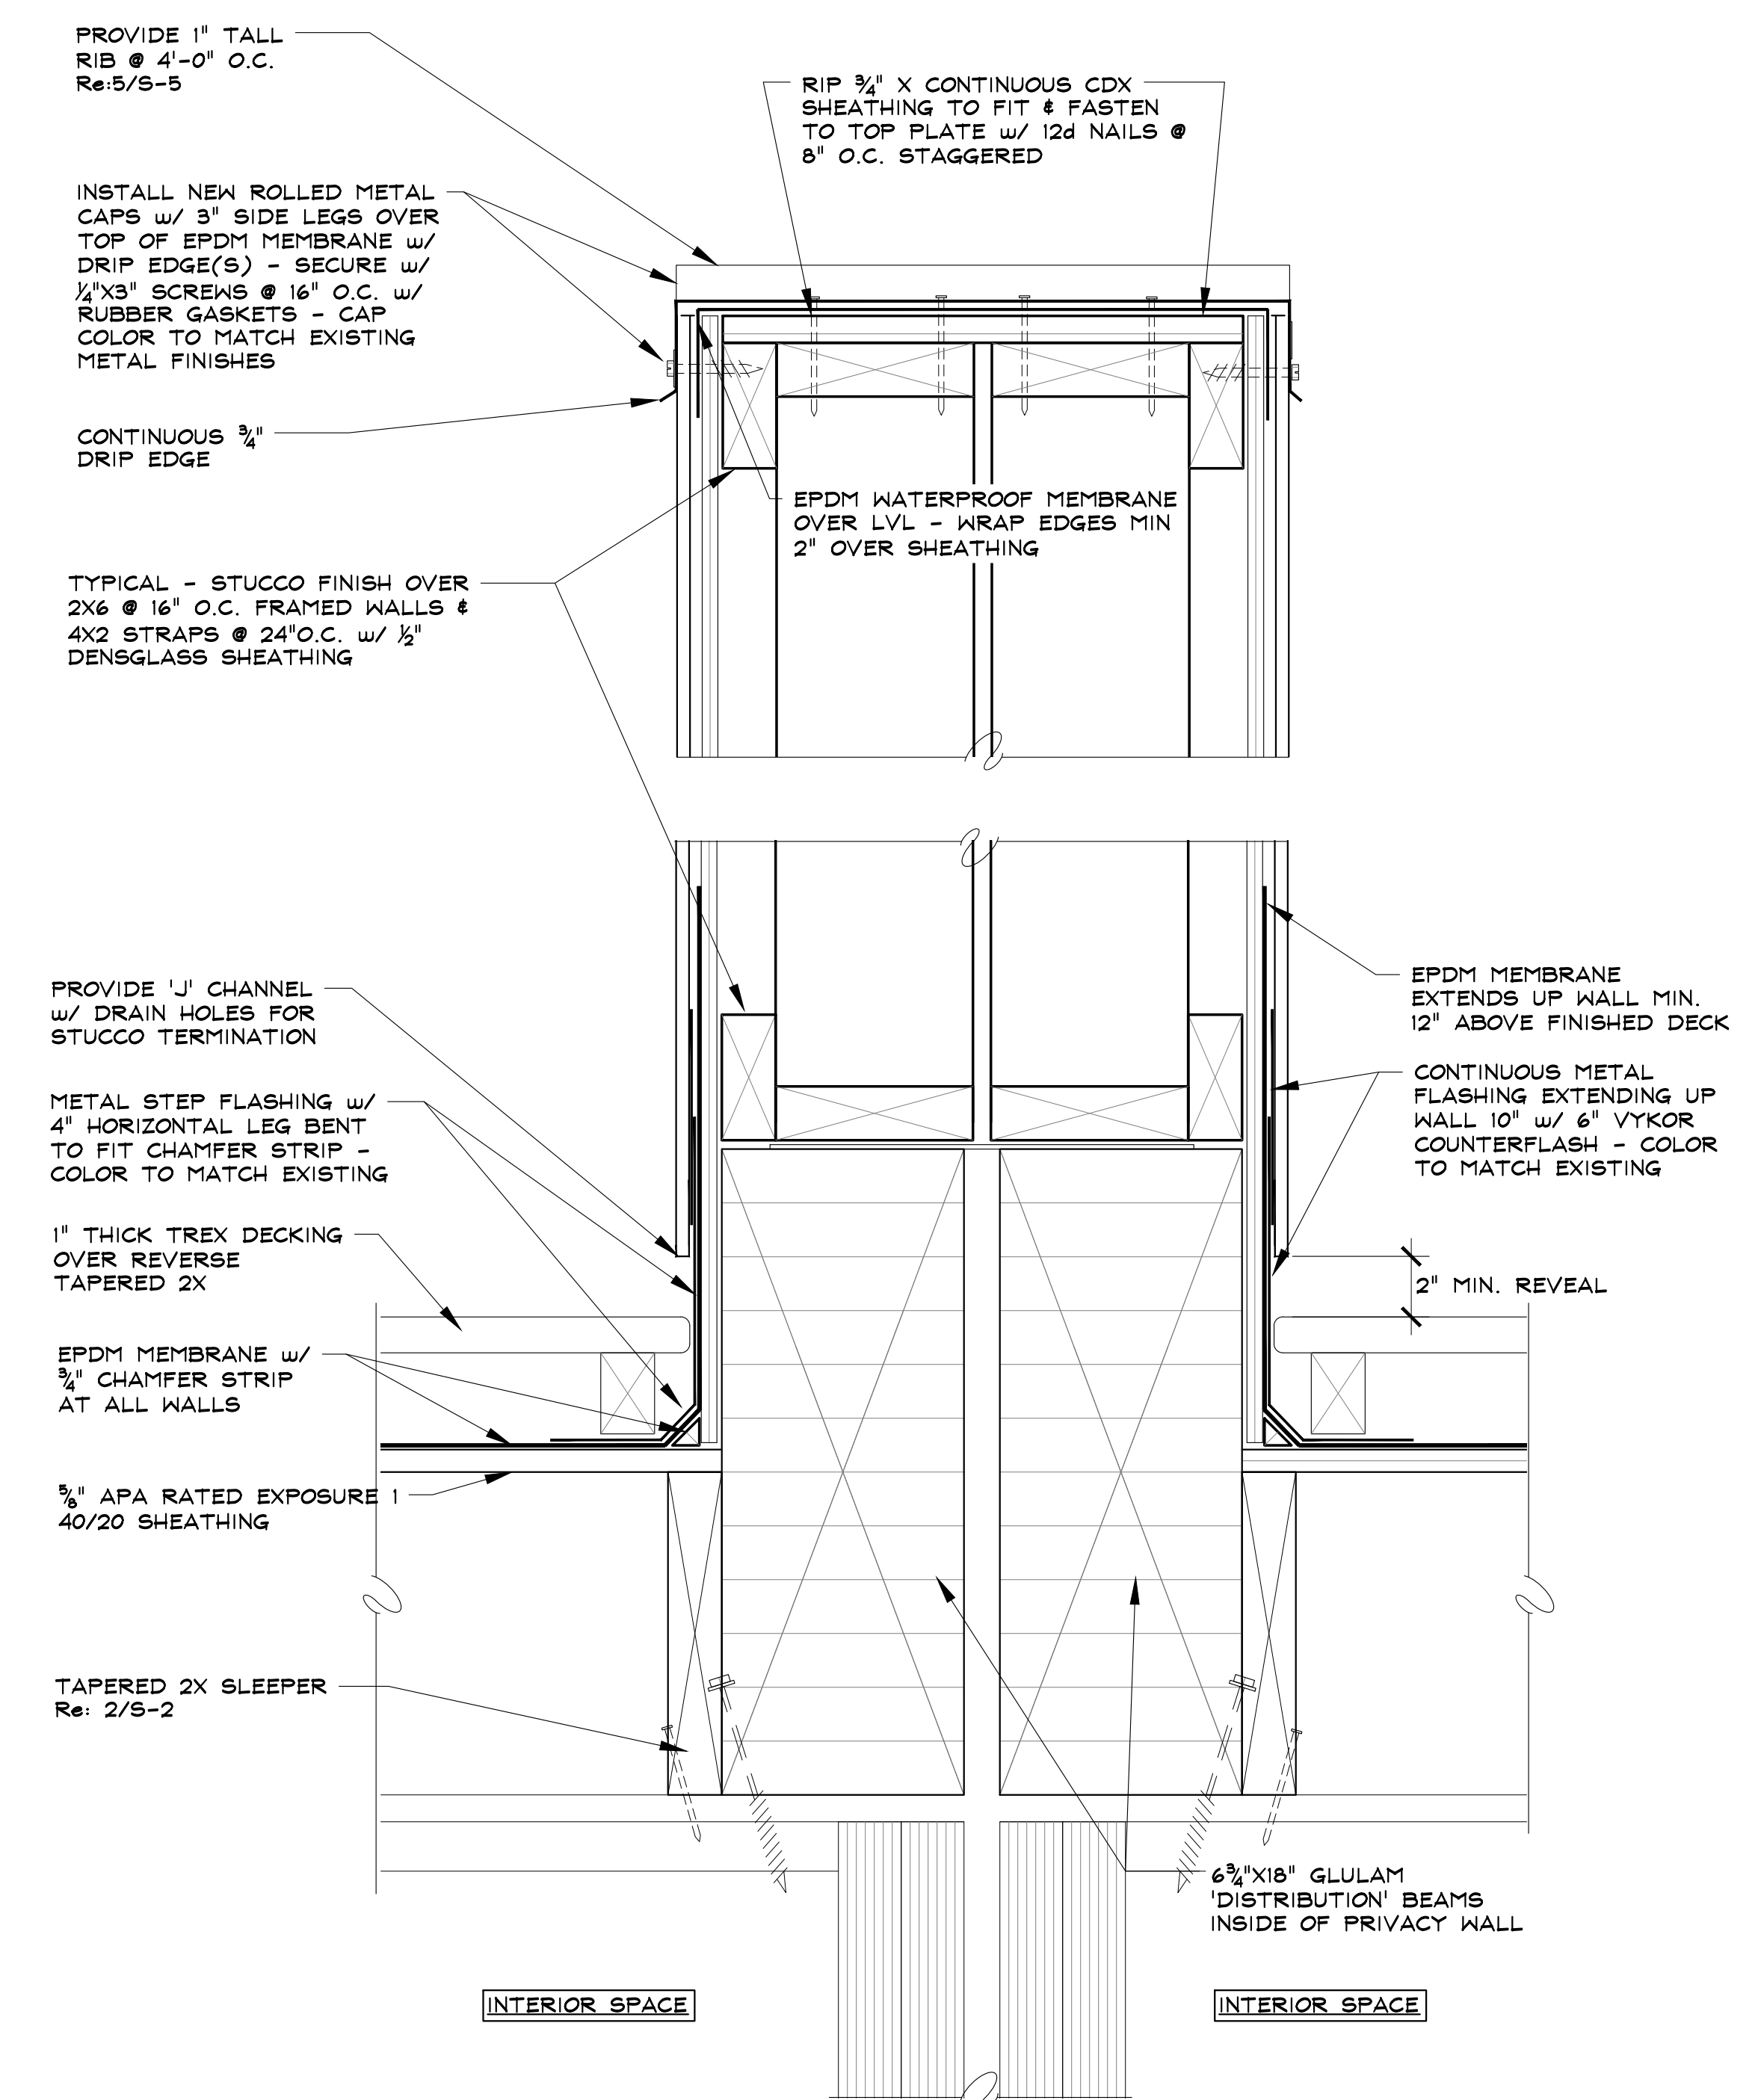 PROVIDE 1" TALL
RIB @ 4'-0" O.C.
Re:5/S-5
RIP ¾" X CONTINUOUS CDX
SHEATHING TO FIT & FASTEN
TO TOP PLATE w/ 12d NAILS @
8" O.C. STAGGERED
INSTALL NEW ROLLED METAL
CAPS w/ 3" SIDE LEGS OVER
TOP OF EPDM MEMBRANE w/
DRIP EDGE(S) - SECURE w/
¼"X3" SCREWS @ 16" O.C. w/
RUBBER GASKETS - CAP
COLOR TO MATCH EXISTING
METAL FINISHES
CONTINUOUS ¾"
DRIP EDGE
EPDM WATERPROOF MEMBRANE
OVER LVL - WRAP EDGES MIN
2" OVER SHEATHING
TYPICAL - STUCCO FINISH OVER
2X6 @ 16" O.C. FRAMED WALLS &
4X2 STRAPS @ 24"O.C. w/ ½"
DENSGLASS SHEATHING
PROVIDE 'J' CHANNEL
w/ DRAIN HOLES FOR
STUCCO TERMINATION
EPDM MEMBRANE
EXTENDS UP WALL MIN.
12" ABOVE FINISHED DECK
METAL STEP FLASHING w/
4" HORIZONTAL LEG BENT
TO FIT CHAMFER STRIP -
COLOR TO MATCH EXISTING
CONTINUOUS METAL
FLASHING EXTENDING UP
WALL 10" w/ 6" VYKOR
COUNTERFLASH - COLOR
TO MATCH EXISTING
1" THICK TREX DECKING
OVER REVERSE
TAPERED 2X
2" MIN. REVEAL
EPDM MEMBRANE w/
¾" CHAMFER STRIP
AT ALL WALLS
⅝" APA RATED EXPOSURE 1
40/20 SHEATHING
TAPERED 2X SLEEPER
Re: 2/S-2
6¾"X18" GLULAM
'DISTRIBUTION' BEAMS
INSIDE OF PRIVACY WALL
INTERIOR SPACE
INTERIOR SPACE